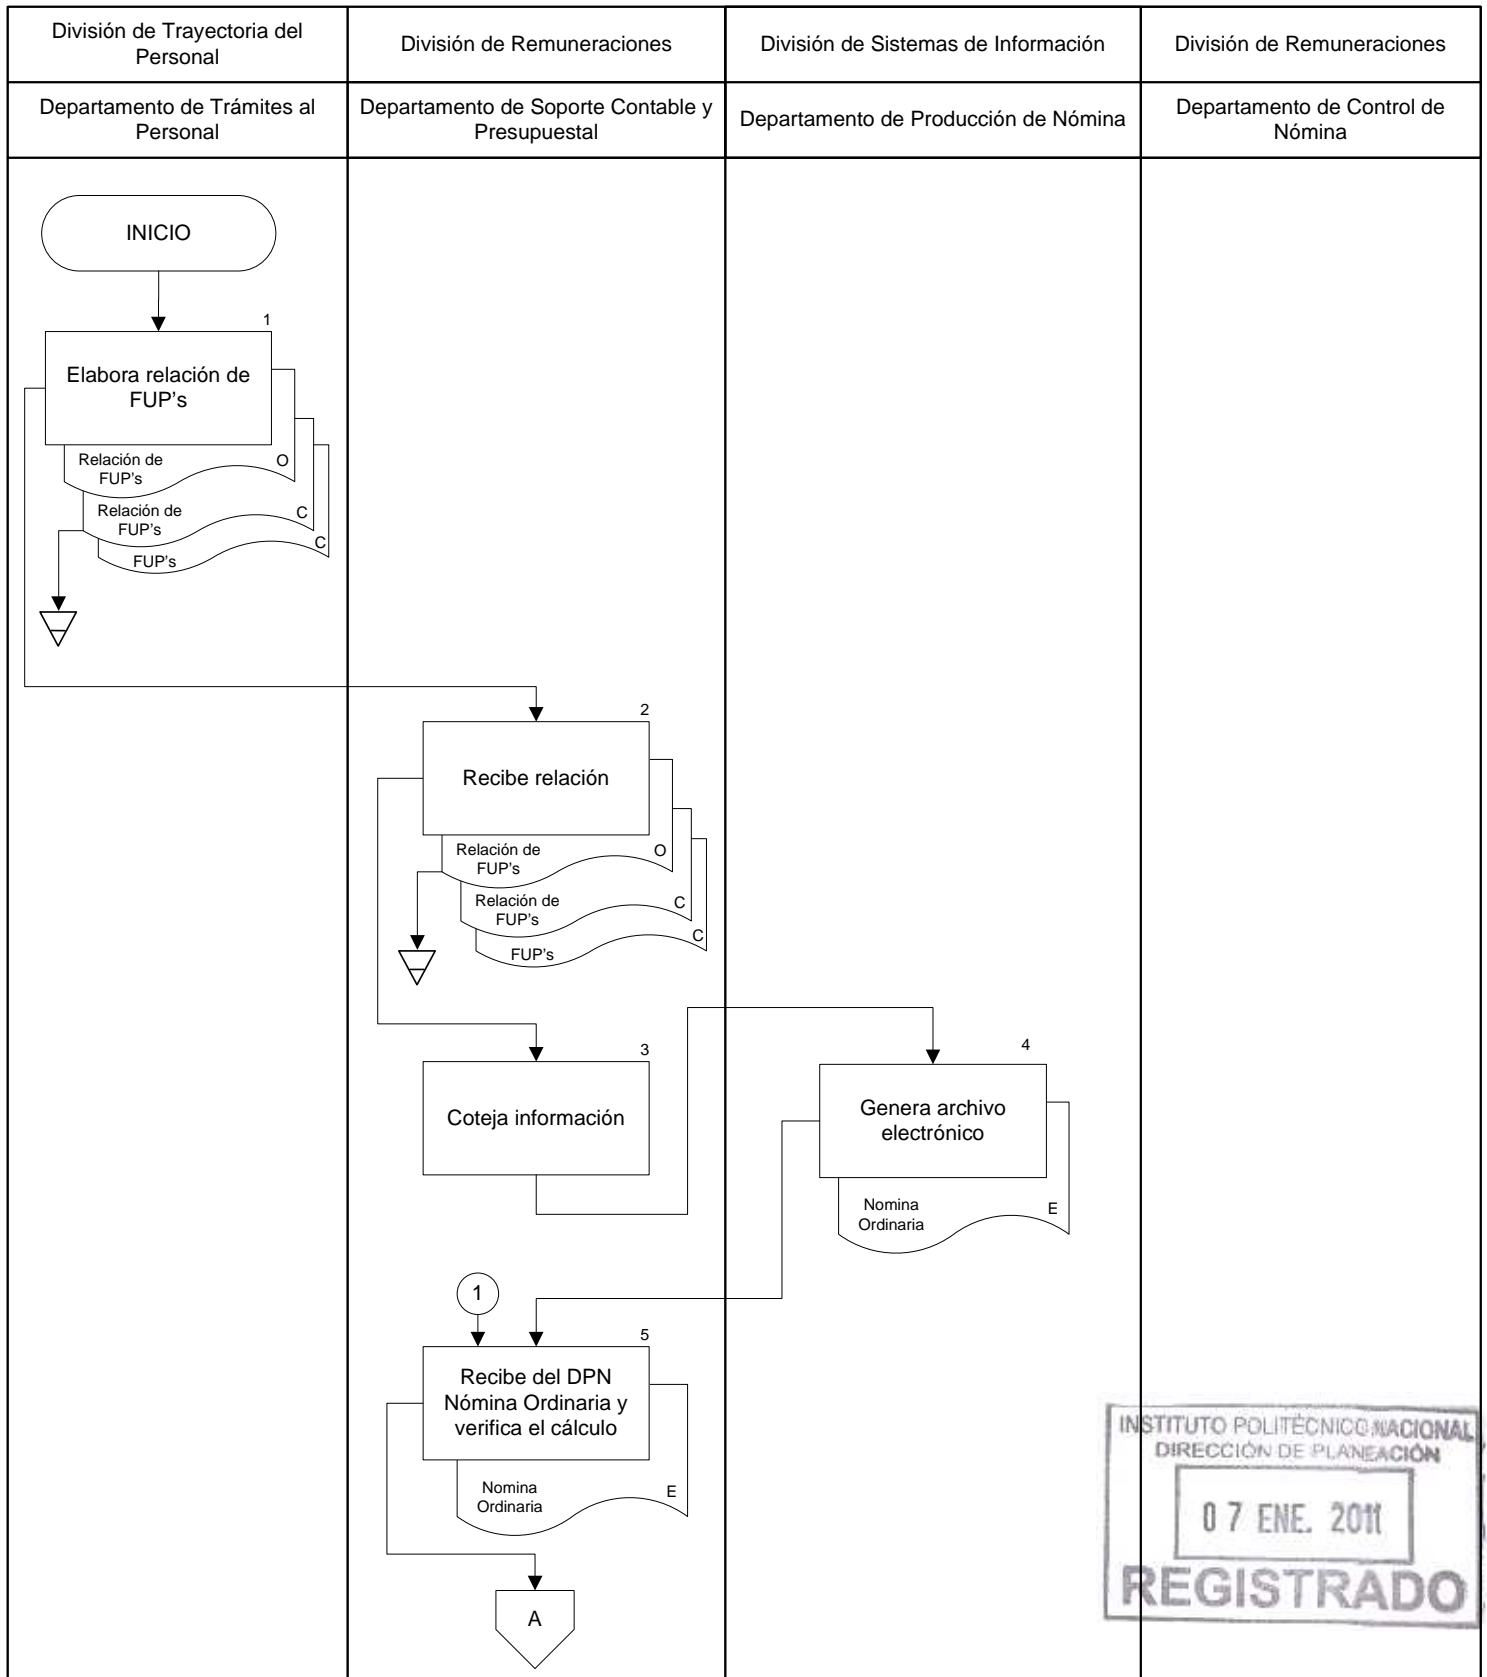 División de Trayectoria del
Personal
División de Remuneraciones
División de Sistemas de Información
División de Remuneraciones
Departamento de Trámites al
Personal
Departamento de Soporte Contable y
Presupuestal
Departamento de Producción de Nómina
Departamento de Control de
Nómina
INICIO
1
Elabora relación de
FUP's
Relación de
FUP's
O
Relación de
FUP's
C
FUP's
C
2
Recibe relación
Relación de
FUP's
O
Relación de
FUP's
C
FUP's
C
3
Coteja información
4
Genera archivo
electrónico
Nomina
Ordinaria
E
1
5
Recibe del DPN
Nómina Ordinaria y
verifica el cálculo
Nomina
Ordinaria
E
A
INSTITUTO POLITÉCNICO NACIONAL
DIRECCIÓN DE PLANEACIÓN
07 ENE. 2011
REGISTRADO